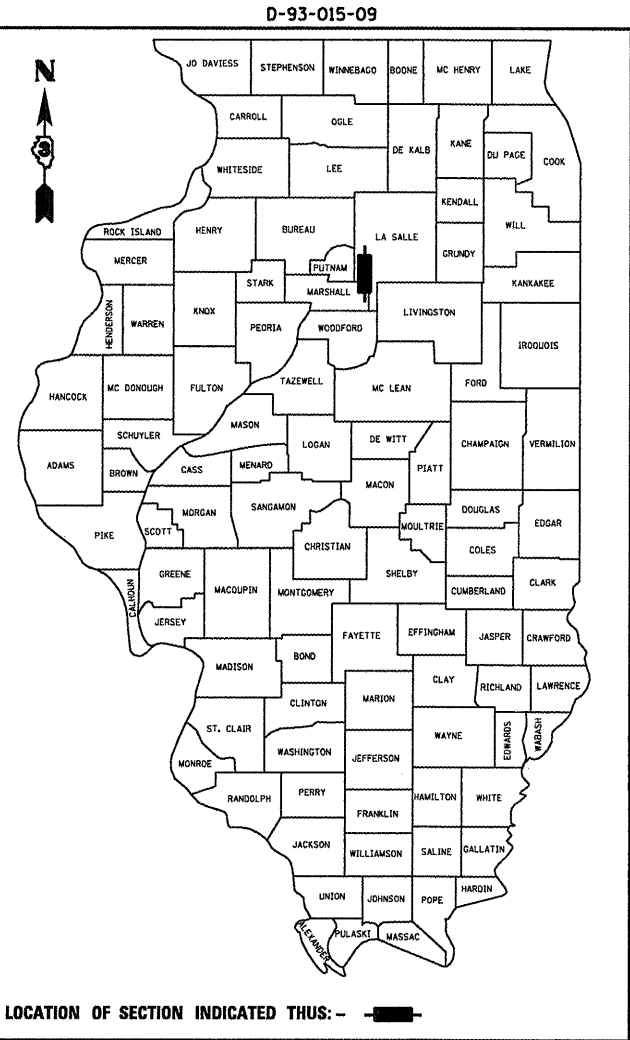 D-93-015-09
N
JO DAVIESS
STEPHENSON
WINNEBAGO
BOONE
MC HENRY
LAKE
CARROLL
OGLE
DE KALB
KANE
DU PAGE
COOK
WHITESIDE
LEE
KENDALL
WILL
ROCK ISLAND
HENRY
BUREAU
LA SALLE
GRUNDY
MERCER
PUTNAM
KANKAKEE
STARK
MARSHALL
HENDERSON
WARREN
KNOX
PEORIA
WOODFORD
LIVINGSTON
IROQUOIS
HANCOCK
MC DONOUGH
FULTON
TAZEWELL
MC LEAN
FORD
MASON
SCHUYLER
LOGAN
DE WITT
CHAMPAIGN
VERMILION
ADAMS
BROWN
CASS
MENARD
MACON
PIATT
MORGAN
SANGAMON
DOUGLAS
EDGAR
PIKE
SCOTT
CHRISTIAN
MOULTRIE
COLES
GREENE
MACOUPIN
MONTGOMERY
SHELBY
CUMBERLAND
CLARK
CALHOUN
JERSEY
FAYETTE
EFFINGHAM
JASPER
CRAWFORD
MADISON
BOND
CLAY
RICHLAND
LAWRENCE
CLINTON
MARION
ST. CLAIR
WAYNE
EDWARDS
WABASH
WASHINGTON
JEFFERSON
MONROE
RANDOLPH
PERRY
HAMILTON
WHITE
FRANKLIN
JACKSON
WILLIAMSON
SALINE
GALLATIN
UNION
JOHNSON
POPE
HARDIN
ALEXANDER
PULASKI
MASSAC
LOCATION OF SECTION INDICATED THUS: -